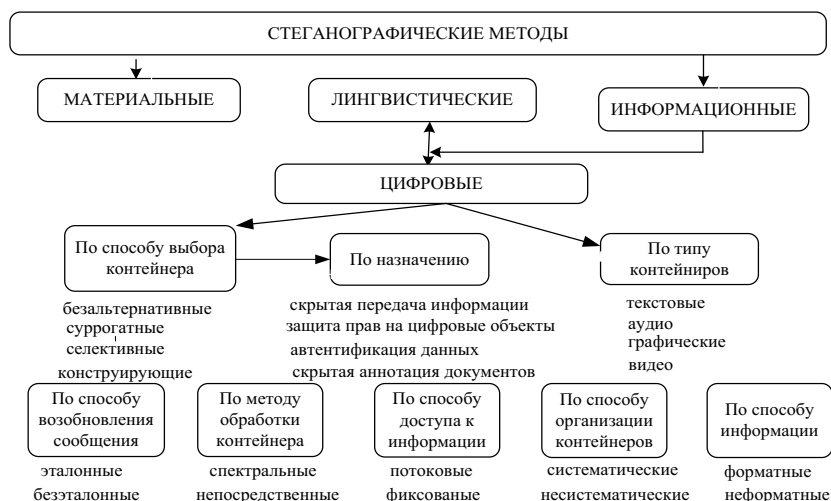 СТЕГАНОГРАФИЧЕСКИЕ МЕТОДЫ
МАТЕРИАЛЬНЫЕ
ЛИНГВИСТИЧЕСКИЕ
ИНФОРМАЦИОННЫЕ
ЦИФРОВЫЕ
По способу выбора
контейнера
безальтернативные
суррогатные
селективные
конструирующие
По назначению
скрытая передача информации
защита прав на цифровые объекты
автентификация данных
скрытая аннотация документов
По типу
контейниров
текстовые
аудио
графические
видео
По способу
возобновления
сообщения
эталонные
безэталонные
По методу
обработки
контейнера
спектральные
непосредственные
По способу
доступа к
информации
потоковые
фиксованые
По способу
организации
контейнеров
систематические
несистематические
По способу
информации
форматные
неформатные